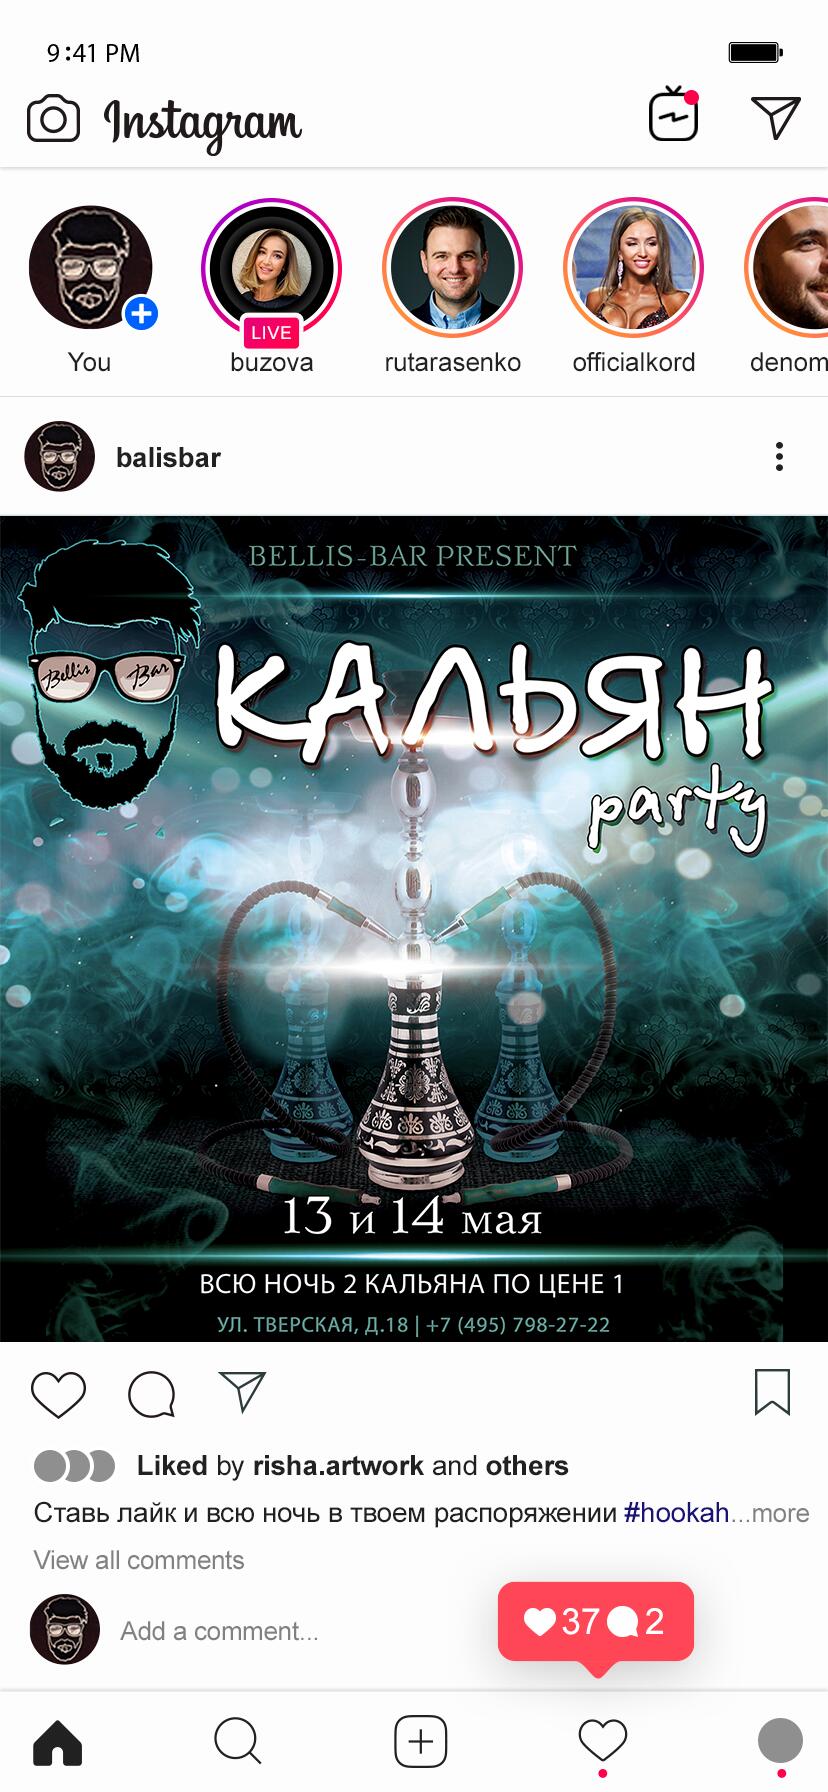 9:41 PM
Instagram
LIVE
You
buzova
rutarasenko
officialkord
denom
balisbar
BELLIS-BAR PRESENT
Bellis Bar
КАЛЬЯН
party
13 и 14 мая
ВСЮ НОЧЬ 2 КАЛЬЯНА ПО ЦЕНЕ 1
УЛ. ТВЕРСКАЯ, Д.18 | +7 (495) 798-27-22
Liked by risha.artwork and others
Ставь лайк и всю ночь в твоем распоряжении #hookah...more
View all comments
Add a comment...
37 2